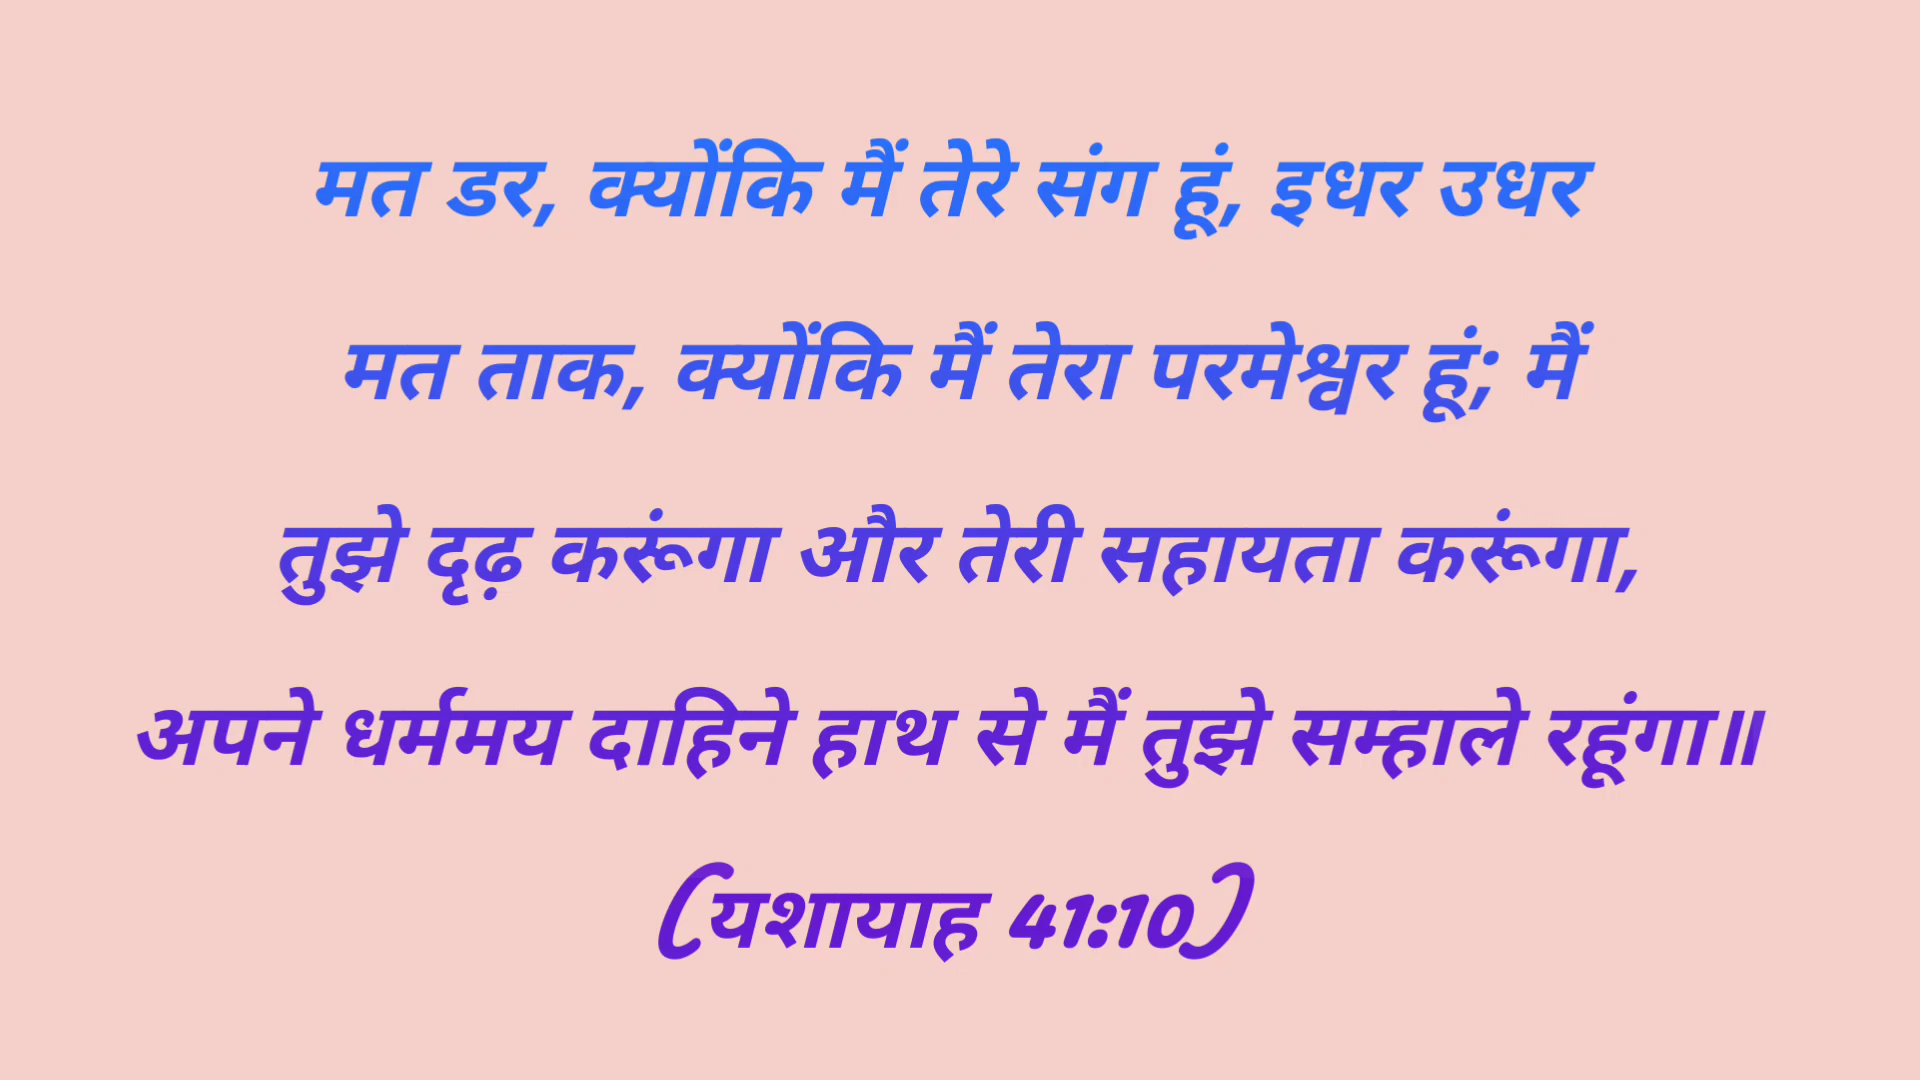 मत डर, क्योंकि मैं तेरे संग हूं, इधर उधर
मत ताक, क्योंकि मैं तेरा परमेश्वर हूं; मैं
तुझे दृढ़ करूंगा और तेरी सहायता करूंगा,
अपने धर्ममय दाहिने हाथ से मैं तुझे सम्हाले रहूंगा॥
(यशायाह 41:10)